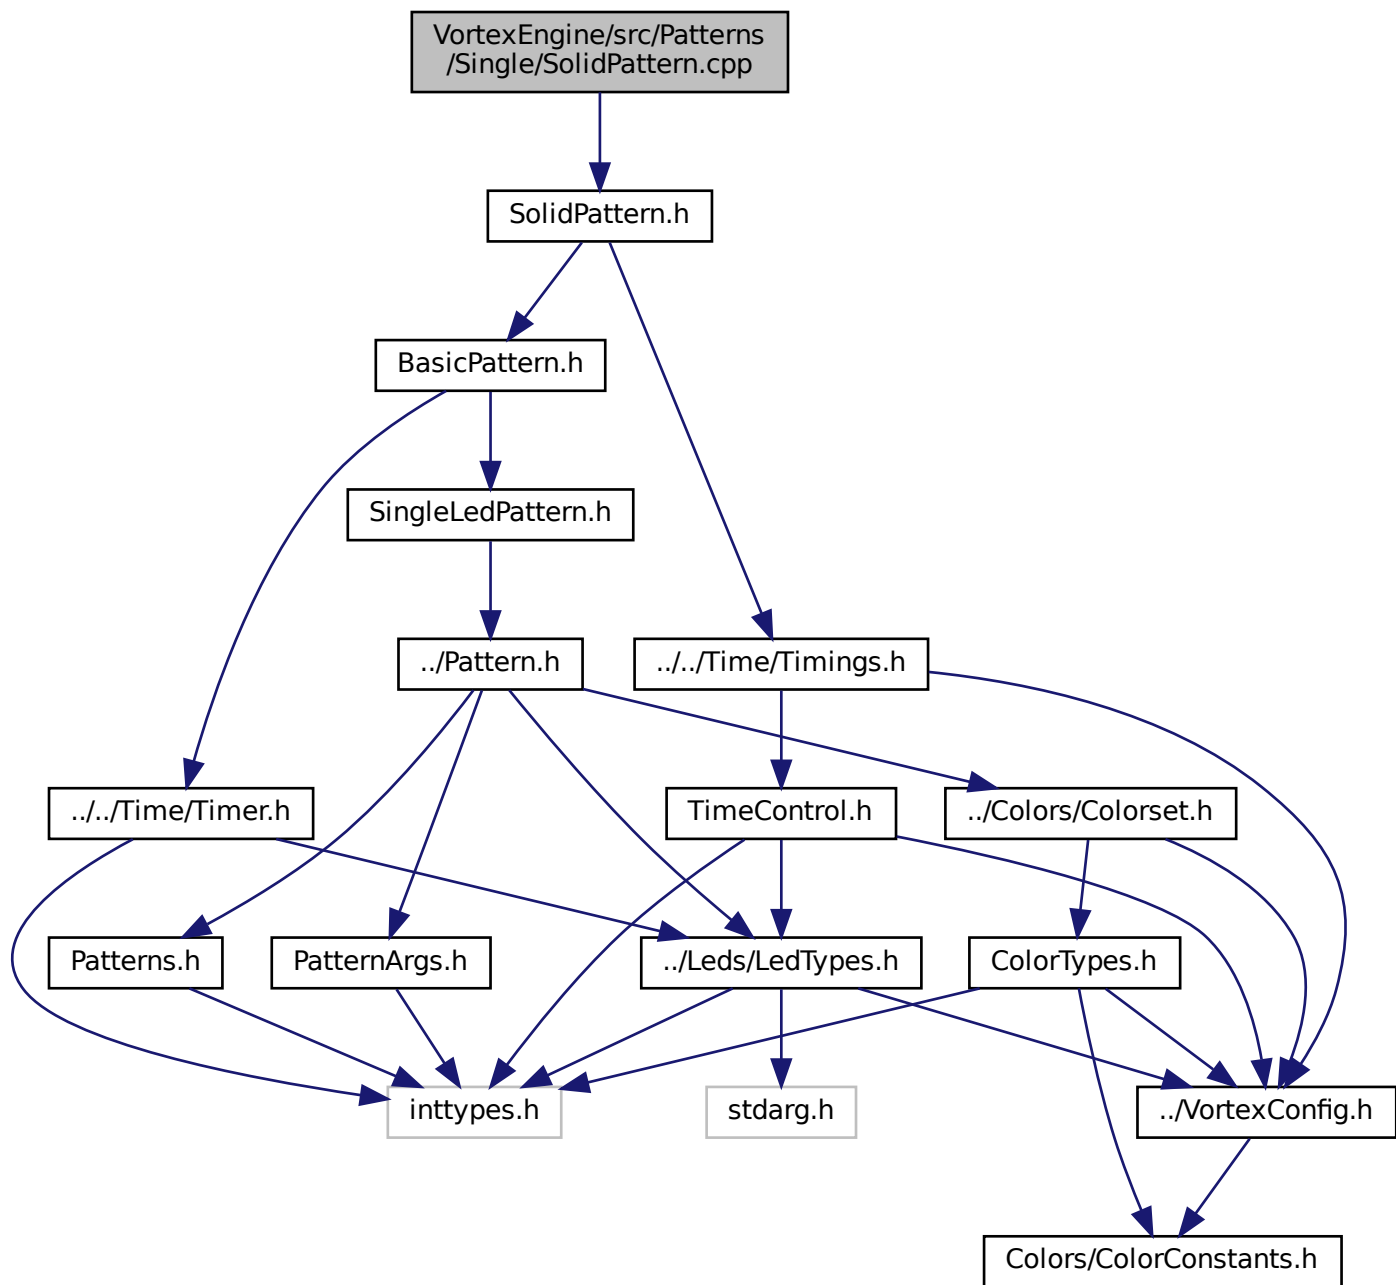 VortexEngine/src/Patterns
/Single/SolidPattern.cpp
SolidPattern.h
BasicPattern.h
SingleLedPattern.h
../Pattern.h
../../Time/Timings.h
../../Time/Timer.h
TimeControl.h
../Colors/Colorset.h
Patterns.h
PatternArgs.h
../Leds/LedTypes.h
ColorTypes.h
inttypes.h
stdarg.h
../VortexConfig.h
Colors/ColorConstants.h